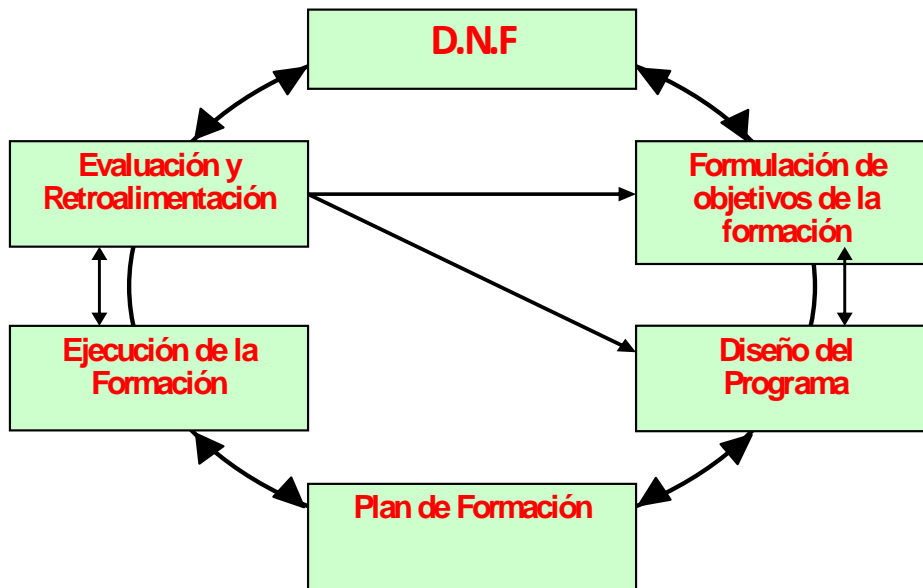 D.N.F
Evaluación y
Retroalimentación
Formulación de
objetivos de la
formación
Ejecución de la
Formación
Diseño del
Programa
Plan de Formación